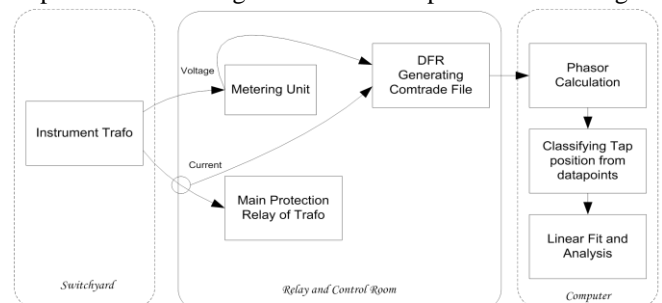 Voltage
Metering Unit
DFR
Generating
Comtrade File
Phasor
Calculation
Instrument Trafo
Classifying Tap
position from
datapoints
Current
Main Protection
Relay of Trafo
Linear Fit and
Analysis
Switchyard
Relay and Control Room
Computer